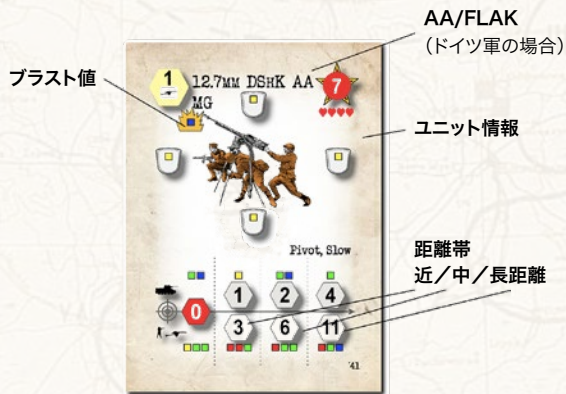 AA/FLAK
（ドイツ軍の場合）
ブラスト値
1
12.7MM DSHK AA
MG
7
ユニット情報
Pivot, Slow
距離帯
近／中／長距離
0
1
2
4
3
6
11
'41